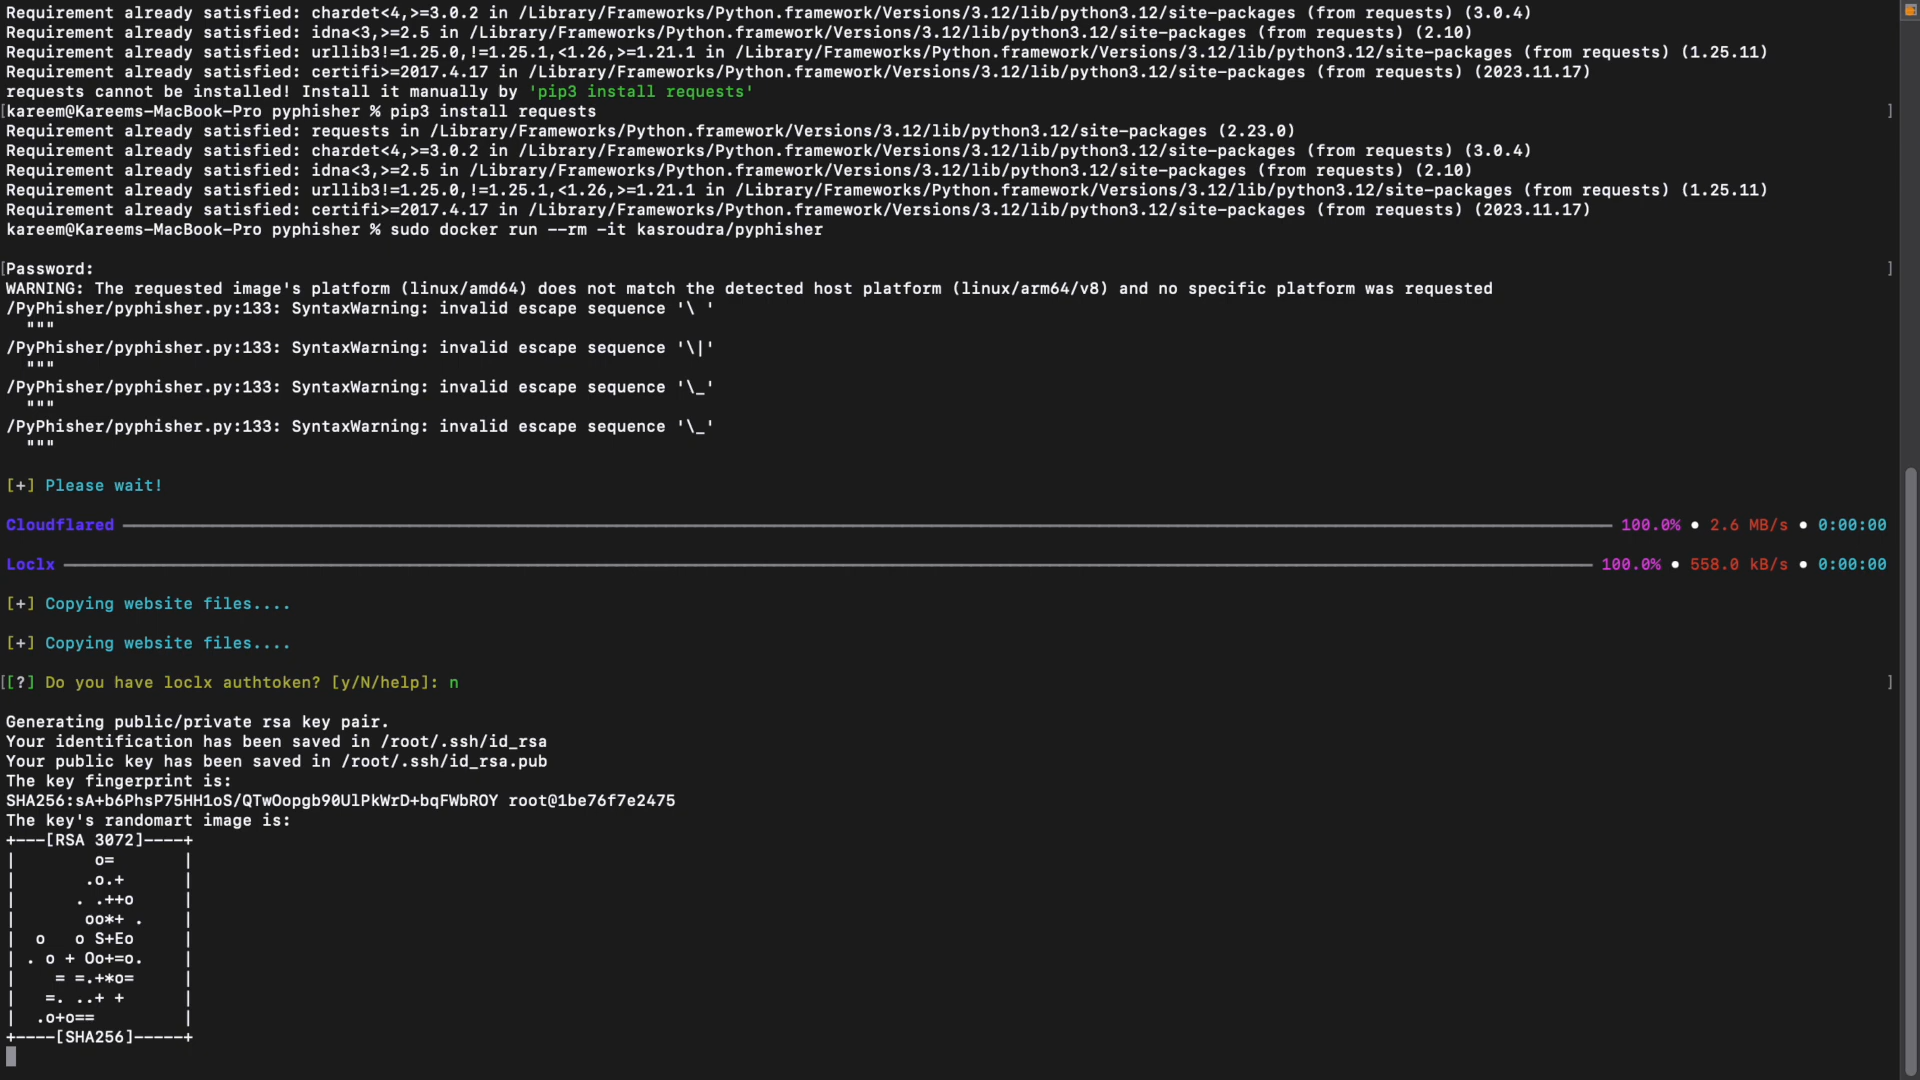 Requirement already satisfied: chardet<4,>=3.0.2 in /Library/Frameworks/Python.framework/Versions/3.12/lib/python3.12/site-packages (from requests) (3.0.4)
Requirement already satisfied: idna<3,>=2.5 in /Library/Frameworks/Python.framework/Versions/3.12/lib/python3.12/site-packages (from requests) (2.10)
Requirement already satisfied: urllib3!=1.25.0,!=1.25.1,<1.26,>=1.21.1 in /Library/Frameworks/Python.framework/Versions/3.12/lib/python3.12/site-packages (from requests) (1.25.11)
Requirement already satisfied: certifi>=2017.4.17 in /Library/Frameworks/Python.framework/Versions/3.12/lib/python3.12/site-packages (from requests) (2023.11.17)
requests cannot be installed! Install it manually by 'pip3 install requests'
[kareem@Kareems-MacBook-Pro pyphisher % pip3 install requests ]
Requirement already satisfied: requests in /Library/Frameworks/Python.framework/Versions/3.12/lib/python3.12/site-packages (2.23.0)
Requirement already satisfied: chardet<4,>=3.0.2 in /Library/Frameworks/Python.framework/Versions/3.12/lib/python3.12/site-packages (from requests) (3.0.4)
Requirement already satisfied: idna<3,>=2.5 in /Library/Frameworks/Python.framework/Versions/3.12/lib/python3.12/site-packages (from requests) (2.10)
Requirement already satisfied: urllib3!=1.25.0,!=1.25.1,<1.26,>=1.21.1 in /Library/Frameworks/Python.framework/Versions/3.12/lib/python3.12/site-packages (from requests) (1.25.11)
Requirement already satisfied: certifi>=2017.4.17 in /Library/Frameworks/Python.framework/Versions/3.12/lib/python3.12/site-packages (from requests) (2023.11.17)
kareem@Kareems-MacBook-Pro pyphisher % sudo docker run --rm -it kasroudra/pyphisher
[Password: ]
WARNING: The requested image's platform (linux/amd64) does not match the detected host platform (linux/arm64/v8) and no specific platform was requested
/PyPhisher/pyphisher.py:133: SyntaxWarning: invalid escape sequence '\ '
  """
/PyPhisher/pyphisher.py:133: SyntaxWarning: invalid escape sequence '\|'
  """
/PyPhisher/pyphisher.py:133: SyntaxWarning: invalid escape sequence '\_'
  """
/PyPhisher/pyphisher.py:133: SyntaxWarning: invalid escape sequence '\_'
  """
[+] Please wait!
Cloudflared 100.0% • 2.6 MB/s • 0:00:00
Loclx 100.0% • 558.0 kB/s • 0:00:00
[+] Copying website files....
[+] Copying website files....
[[?] Do you have loclx authtoken? [y/N/help]: n ]
Generating public/private rsa key pair.
Your identification has been saved in /root/.ssh/id_rsa
Your public key has been saved in /root/.ssh/id_rsa.pub
The key fingerprint is:
SHA256:sA+b6PhsP75HH1oS/QTwOopgb90UlPkWrD+bqFWbROY root@1be76f7e2475
The key's randomart image is:
+---[RSA 3072]----+
|        o=       |
|       .o.+      |
|      . .++o     |
|       oo*+ .    |
|  o   o S+Eo     |
| . o + Oo+=o.    |
|    = =.+*o=     |
|   =. ..+ +      |
|  .o+o==         |
+----[SHA256]-----+